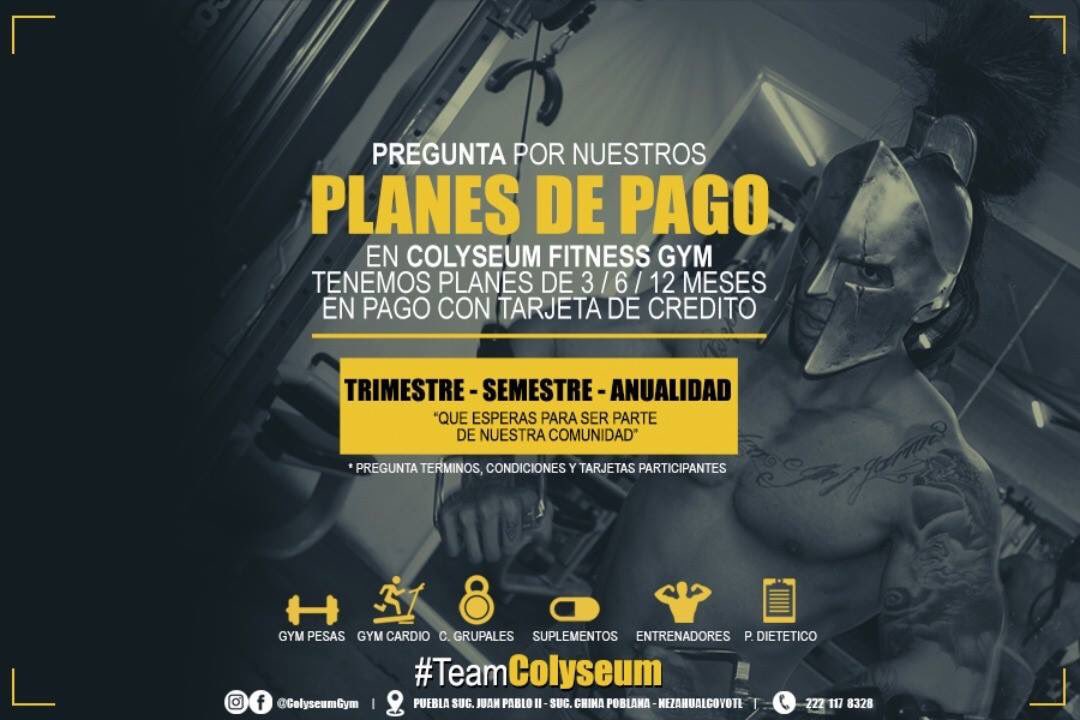 PREGUNTA POR NUESTROS
PLANES DE PAGO
EN COLYSEUM FITNESS GYM
TENEMOS PLANES DE 3 / 6 / 12 MESES
EN PAGO CON TARJETA DE CREDITO
TRIMESTRE - SEMESTRE - ANUALIDAD
“QUE ESPERAS PARA SER PARTE
DE NUESTRA COMUNIDAD”
* PREGUNTA TERMINOS, CONDICIONES Y TARJETAS PARTICIPANTES
GYM PESAS GYM CARDIO C. GRUPALES SUPLEMENTOS ENTRENADORES P. DIETETICO
#TeamColyseum
@ColyseumGym | PUEBLA SUC. JUAN PABLO II - SUC. CHINA POBLANA - NEZAHUALCOYOTL | 222 117 8328